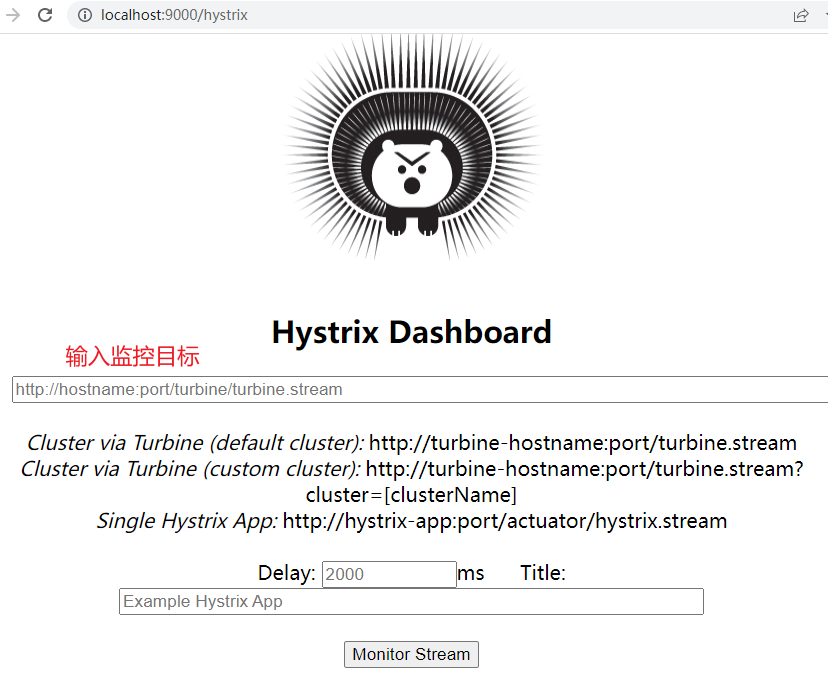 localhost:9000/hystrix
Hystrix Dashboard
输入监控目标
http://hostname:port/turbine/turbine.stream
Cluster via Turbine (default cluster): http://turbine-hostname:port/turbine.stream
Cluster via Turbine (custom cluster): http://turbine-hostname:port/turbine.stream?
cluster=[clusterName]
Single Hystrix App: http://hystrix-app:port/actuator/hystrix.stream
Delay: 2000 ms Title:
Example Hystrix App
Monitor Stream